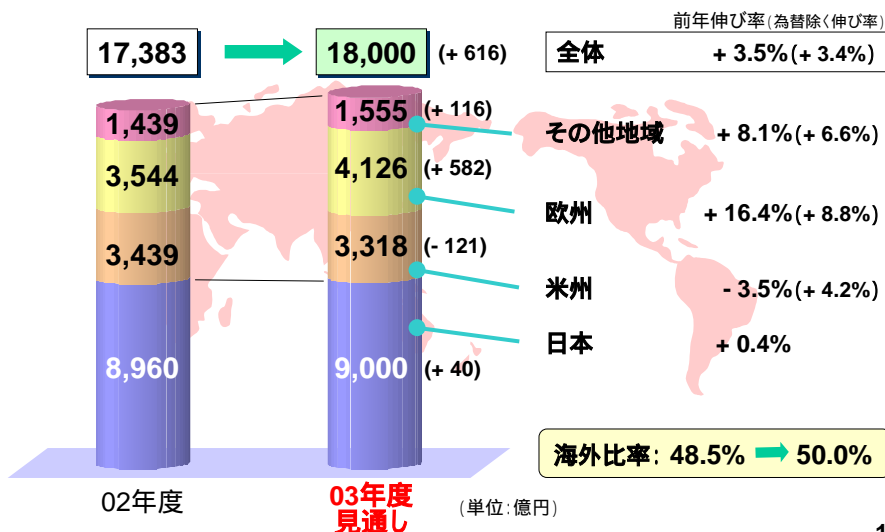 前年伸び率(為替除く伸び率)
17,383 18,000 (+ 616) 全体 + 3.5%(+ 3.4%)
1,439 1,555 (+ 116) その他地域 + 8.1%(+ 6.6%)
3,544 4,126 (+ 582) 欧州 + 16.4%(+ 8.8%)
3,439 3,318 (- 121) 米州 - 3.5%(+ 4.2%)
8,960 9,000 (+ 40) 日本 + 0.4%
海外比率: 48.5% 50.0%
02年度 03年度
見通し
(単位:億円)
1